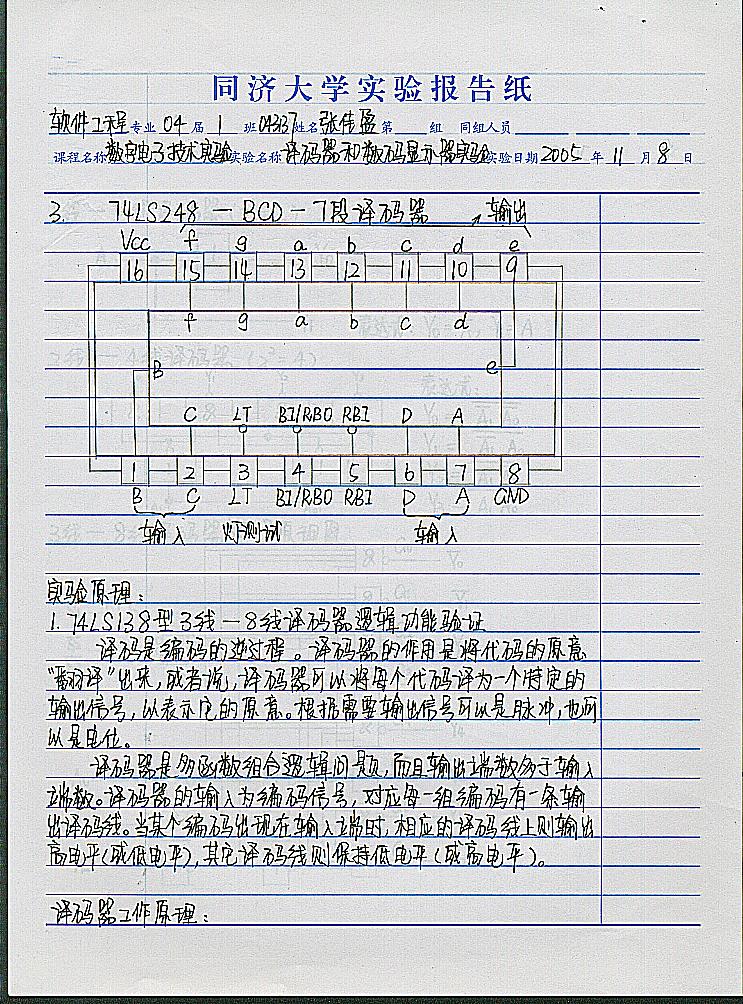 同济大学实验报告纸
软件工程专业 04 届 1 班 04337 姓名 张伟盈 第 组 同组人员
课程名称 数字电子技术实验 实验名称 译码器和数码显示器实验 实验日期 2005 年 11 月 8 日
3. 74LS248 — BCD — 7段译码器 输出
Vcc f g a b c d e
16 15 14 13 12 11 10 9
f g a b c d
B e
C LT BI/RBO RBI D A
1 2 3 4 5 6 7 8
B C LT BI/RBO RBI D A GND
输入 灯测试 输入
实验原理：
1. 74LS138型3线—8线译码器逻辑功能验证
译码是编码的逆过程。译码器的作用是将代码的原意
“翻译”出来，或者说，译码器可以将每个代码译为一个特定的
输出信号，以表示它的原意。根据需要输出信号可以是脉冲，也可
以是电位。
译码器是多函数组合逻辑问题，而且输出端数多于输入
端数。译码器的输入为编码信号，对应每一组编码有一条输
出译码线。当某个编码出现在输入端时，相应的译码线上则输出
高电平（或低电平），其它译码线则保持低电平（或高电平）。
译码器工作原理：